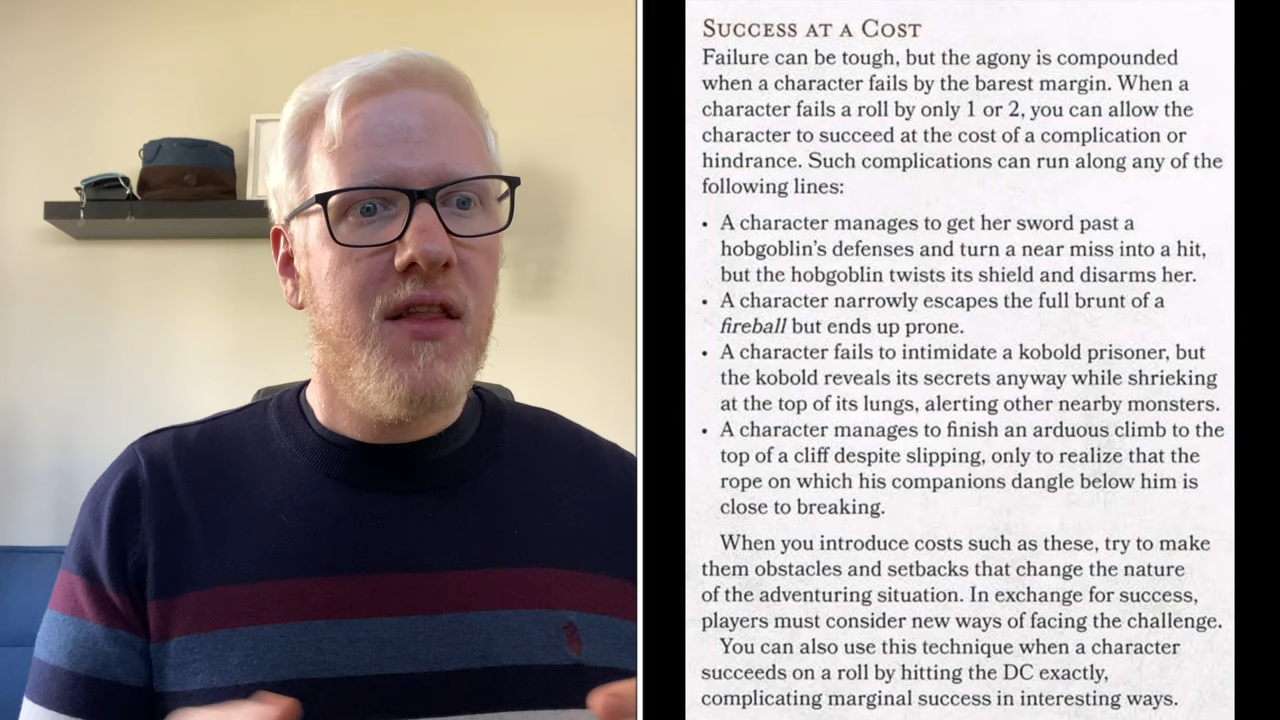 SUCCESS AT A COST
Failure can be tough, but the agony is compounded
when a character fails by the barest margin. When a
character fails a roll by only 1 or 2, you can allow the
character to succeed at the cost of a complication or
hindrance. Such complications can run along any of the
following lines:
• A character manages to get her sword past a
hobgoblin's defenses and turn a near miss into a hit,
but the hobgoblin twists its shield and disarms her.
• A character narrowly escapes the full brunt of a
fireball but ends up prone.
• A character fails to intimidate a kobold prisoner, but
the kobold reveals its secrets anyway while shrieking
at the top of its lungs, alerting other nearby monsters.
• A character manages to finish an arduous climb to the
top of a cliff despite slipping, only to realize that the
rope on which his companions dangle below him is
close to breaking.
When you introduce costs such as these, try to make
them obstacles and setbacks that change the nature
of the adventuring situation. In exchange for success,
players must consider new ways of facing the challenge.
You can also use this technique when a character
succeeds on a roll by hitting the DC exactly,
complicating marginal success in interesting ways.